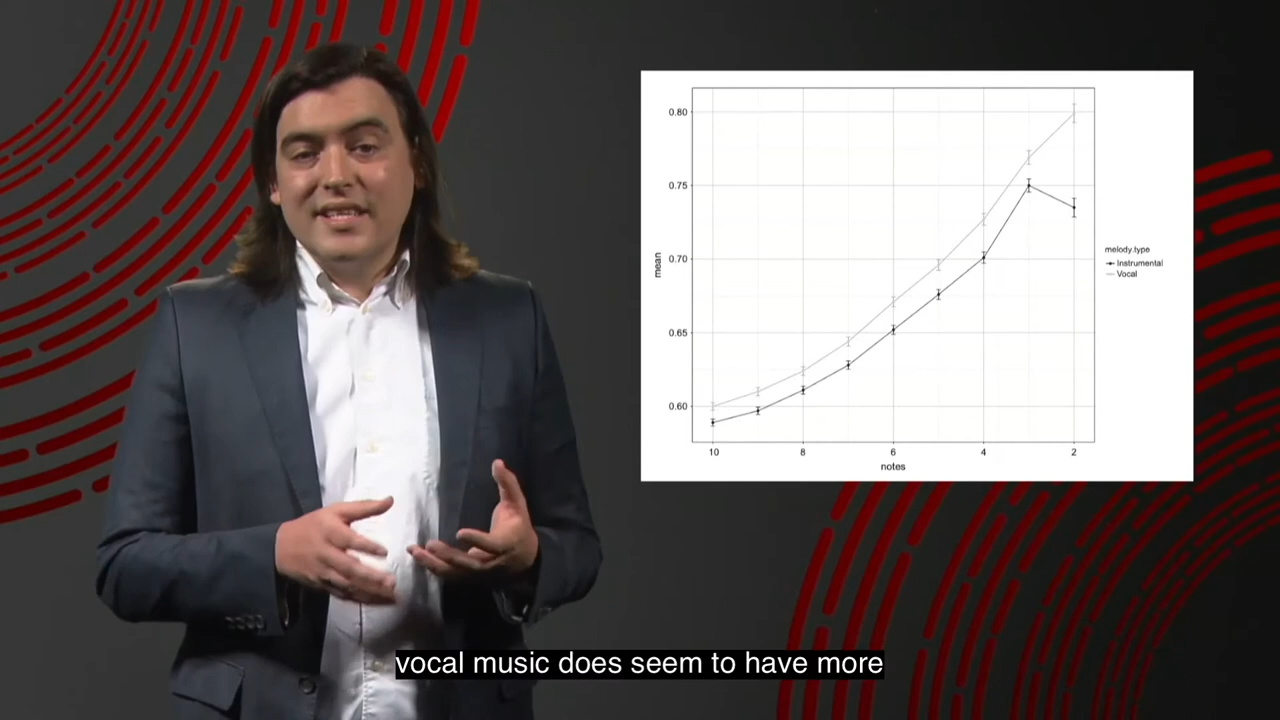 0.80
0.75
0.70
0.65
0.60
mean
10 8 6 4 2
notes
melody.type
Instrumental
Vocal
vocal music does seem to have more